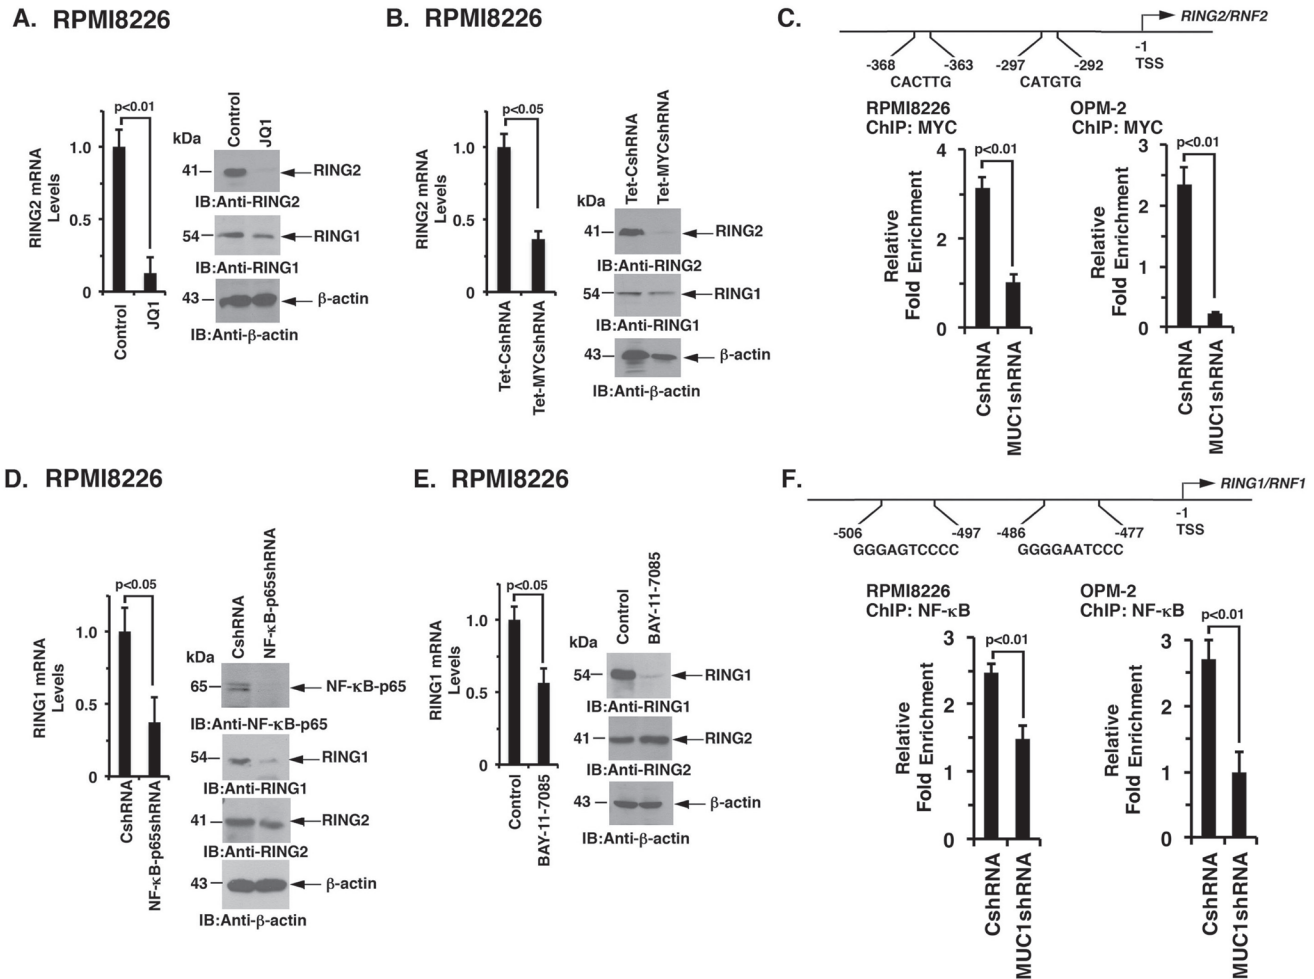 A. RPMI8226
p<0.01
RING2 mRNA
Levels
1.0
0.5
0
Control
JQ1
kDa
Control
JQ1
41
RING2
IB:Anti-RING2
54
RING1
IB:Anti-RING1
43
β-actin
IB:Anti-β-actin
B. RPMI8226
p<0.05
RING2 mRNA
Levels
1.0
0.5
0
Tet-CshRNA
Tet-MYCshRNA
kDa
Tet-CshRNA
Tet-MYCshRNA
41
RING2
IB:Anti-RING2
54
RING1
IB:Anti-RING1
43
β-actin
IB:Anti-β-actin
C.
RING2/RNF2
-368 -363 -297 -292 -1
TSS
CACTTG CATGTG
RPMI8226
ChIP: MYC
p<0.01
Relative
Fold Enrichment
4
2
0
CshRNA
MUC1shRNA
OPM-2
ChIP: MYC
p<0.01
Relative
Fold Enrichment
3
2
1
0
CshRNA
MUC1shRNA
D. RPMI8226
p<0.05
RING1 mRNA
Levels
1.0
0.5
0
CshRNA
NF-κB-p65shRNA
kDa
CshRNA
NF-κB-p65shRNA
65
NF-κB-p65
IB:Anti-NF-κB-p65
54
RING1
IB:Anti-RING1
41
RING2
IB:Anti-RING2
43
β-actin
IB:Anti-β-actin
E. RPMI8226
p<0.05
RING1 mRNA
Levels
1.0
0.5
0
Control
BAY-11-7085
kDa
Control
BAY-11-7085
54
RING1
IB:Anti-RING1
41
RING2
IB:Anti-RING2
43
β-actin
IB:Anti-β-actin
F.
RING1/RNF1
-506 -497 -486 -477 -1
TSS
GGGAGTCCCC GGGGAATCCC
RPMI8226
ChIP: NF-κB
p<0.01
Relative
Fold Enrichment
3
2
1
0
CshRNA
MUC1shRNA
OPM-2
ChIP: NF-κB
p<0.01
Relative
Fold Enrichment
3
2
1
0
CshRNA
MUC1shRNA